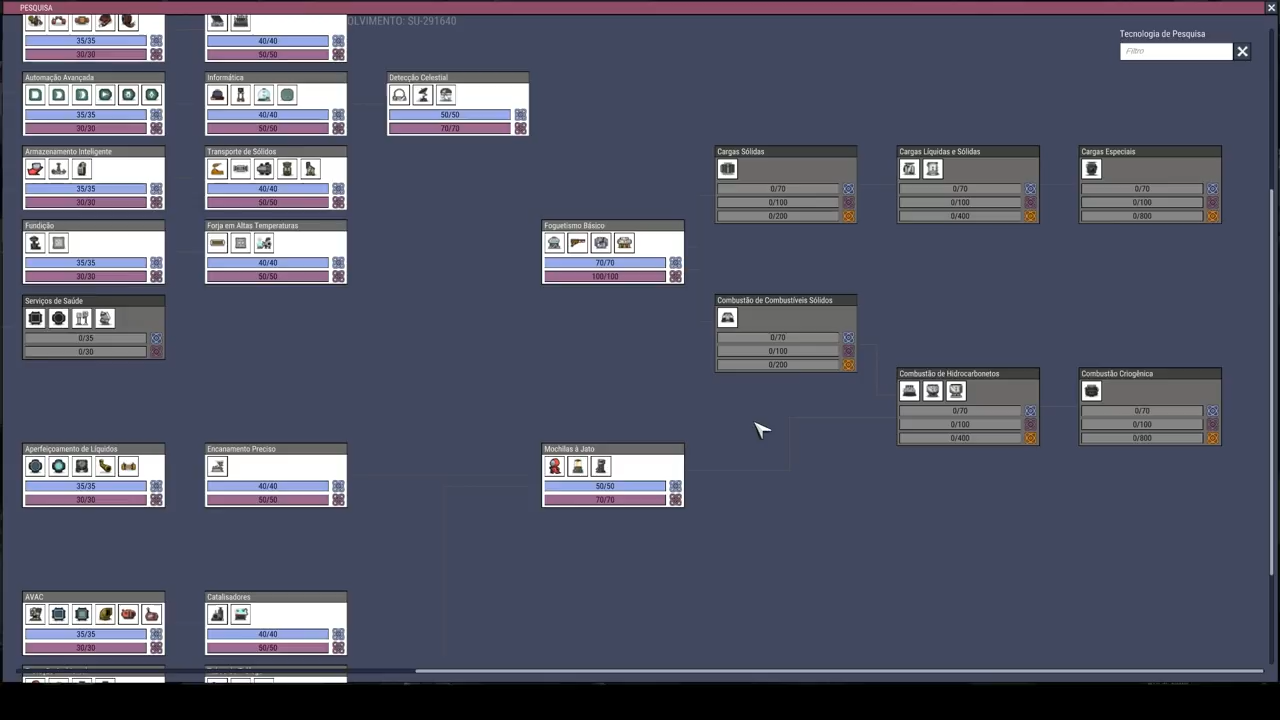 PESQUISA
OLVIMENTO: SU-291640
Tecnologia de Pesquisa
Filtro
35/35
30/30
40/40
50/50
Automação Avançada
35/35
30/30
Informática
40/40
50/50
Detecção Celestial
50/50
70/70
Armazenamento Inteligente
35/35
30/30
Transporte de Sólidos
40/40
50/50
Cargas Sólidas
0/70
0/100
0/200
Cargas Líquidas e Sólidas
0/70
0/100
0/400
Cargas Especiais
0/70
0/100
0/800
Fundição
35/35
30/30
Forja em Altas Temperaturas
40/40
50/50
Foguetismo Básico
70/70
100/100
Serviços de Saúde
0/35
0/30
Combustão de Combustíveis Sólidos
0/70
0/100
0/200
Combustão de Hidrocarbonetos
0/70
0/100
0/400
Combustão Criogênica
0/70
0/100
0/800
Aperfeiçoamento de Líquidos
35/35
30/30
Encanamento Preciso
40/40
50/50
Mochilas à Jato
50/50
70/70
AVAC
35/35
30/30
Catalisadores
40/40
50/50